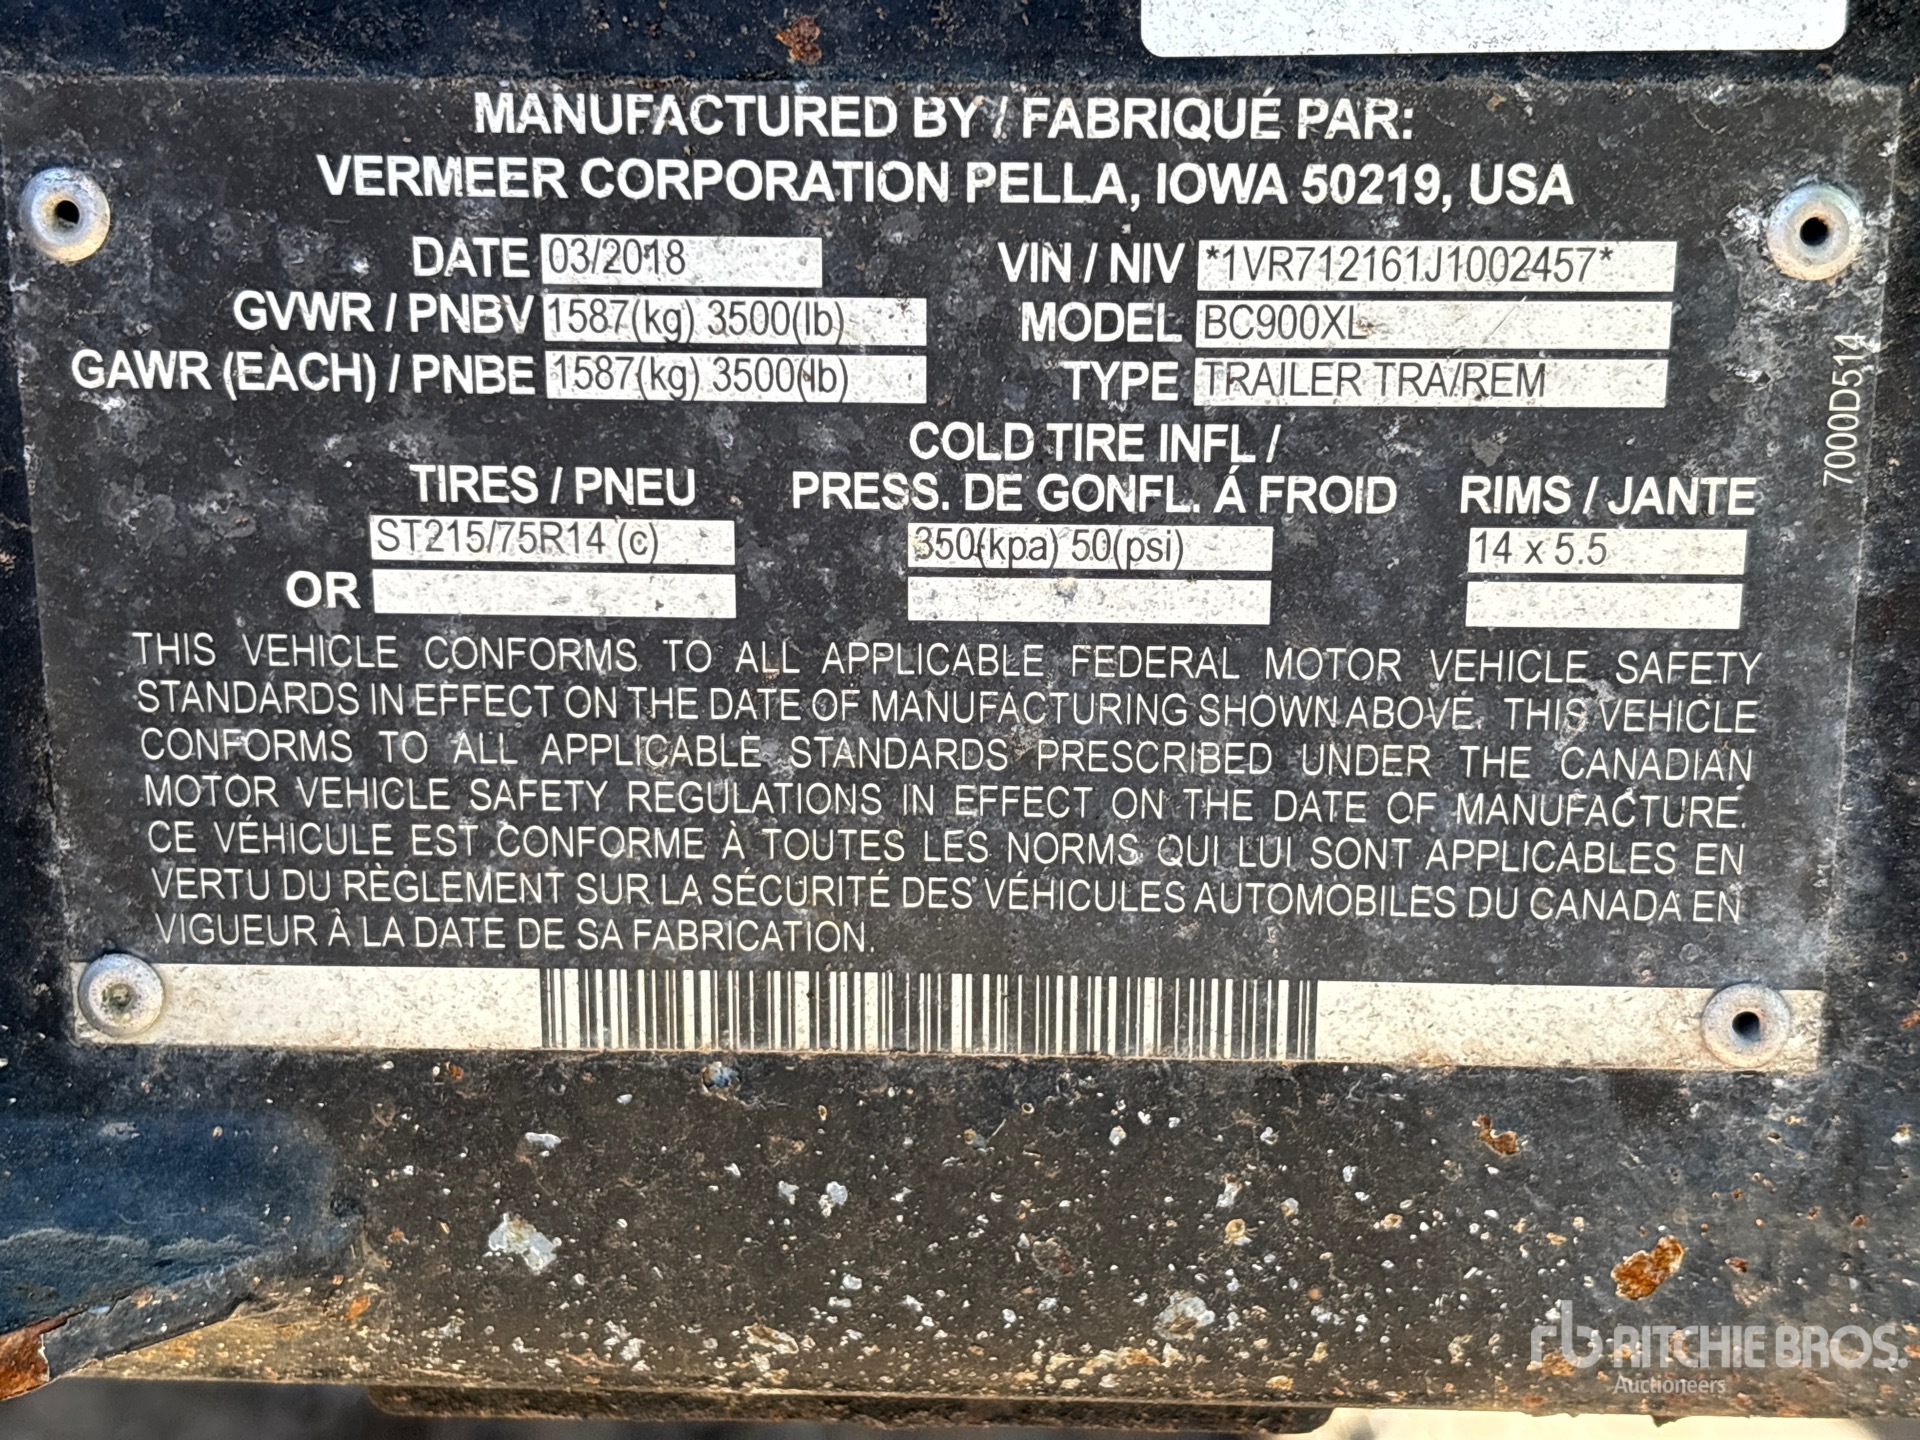 MANUFACTURED BY / FABRIQUÉ PAR:
VERMEER CORPORATION PELLA, IOWA 50219, USA
DATE 03/2018 VIN / NIV *1VR712161J1002457*
GVWR / PNBV 1587(kg) 3500(lb) MODEL BC900XL
GAWR (EACH) / PNBE 1587(kg) 3500(lb) TYPE TRAILER TRA/REM
COLD TIRE INFL /
TIRES / PNEU PRESS. DE GONFL. Á FROID RIMS / JANTE
ST215/75R14 (c) 350(kpa) 50(psi) 14 x 5.5
OR
THIS VEHICLE CONFORMS TO ALL APPLICABLE FEDERAL MOTOR VEHICLE SAFETY
STANDARDS IN EFFECT ON THE DATE OF MANUFACTURING SHOWN ABOVE. THIS VEHICLE
CONFORMS TO ALL APPLICABLE STANDARDS PRESCRIBED UNDER THE CANADIAN
MOTOR VEHICLE SAFETY REGULATIONS IN EFFECT ON THE DATE OF MANUFACTURE.
CE VÉHICULE EST CONFORME À TOUTES LES NORMS QUI LUI SONT APPLICABLES EN
VERTU DU RÈGLEMENT SUR LA SÉCURITÉ DES VÉHICULES AUTOMOBILES DU CANADA EN
VIGUEUR À LA DATE DE SA FABRICATION.
7000D514
rb RITCHIE BROS.
Auctioneers